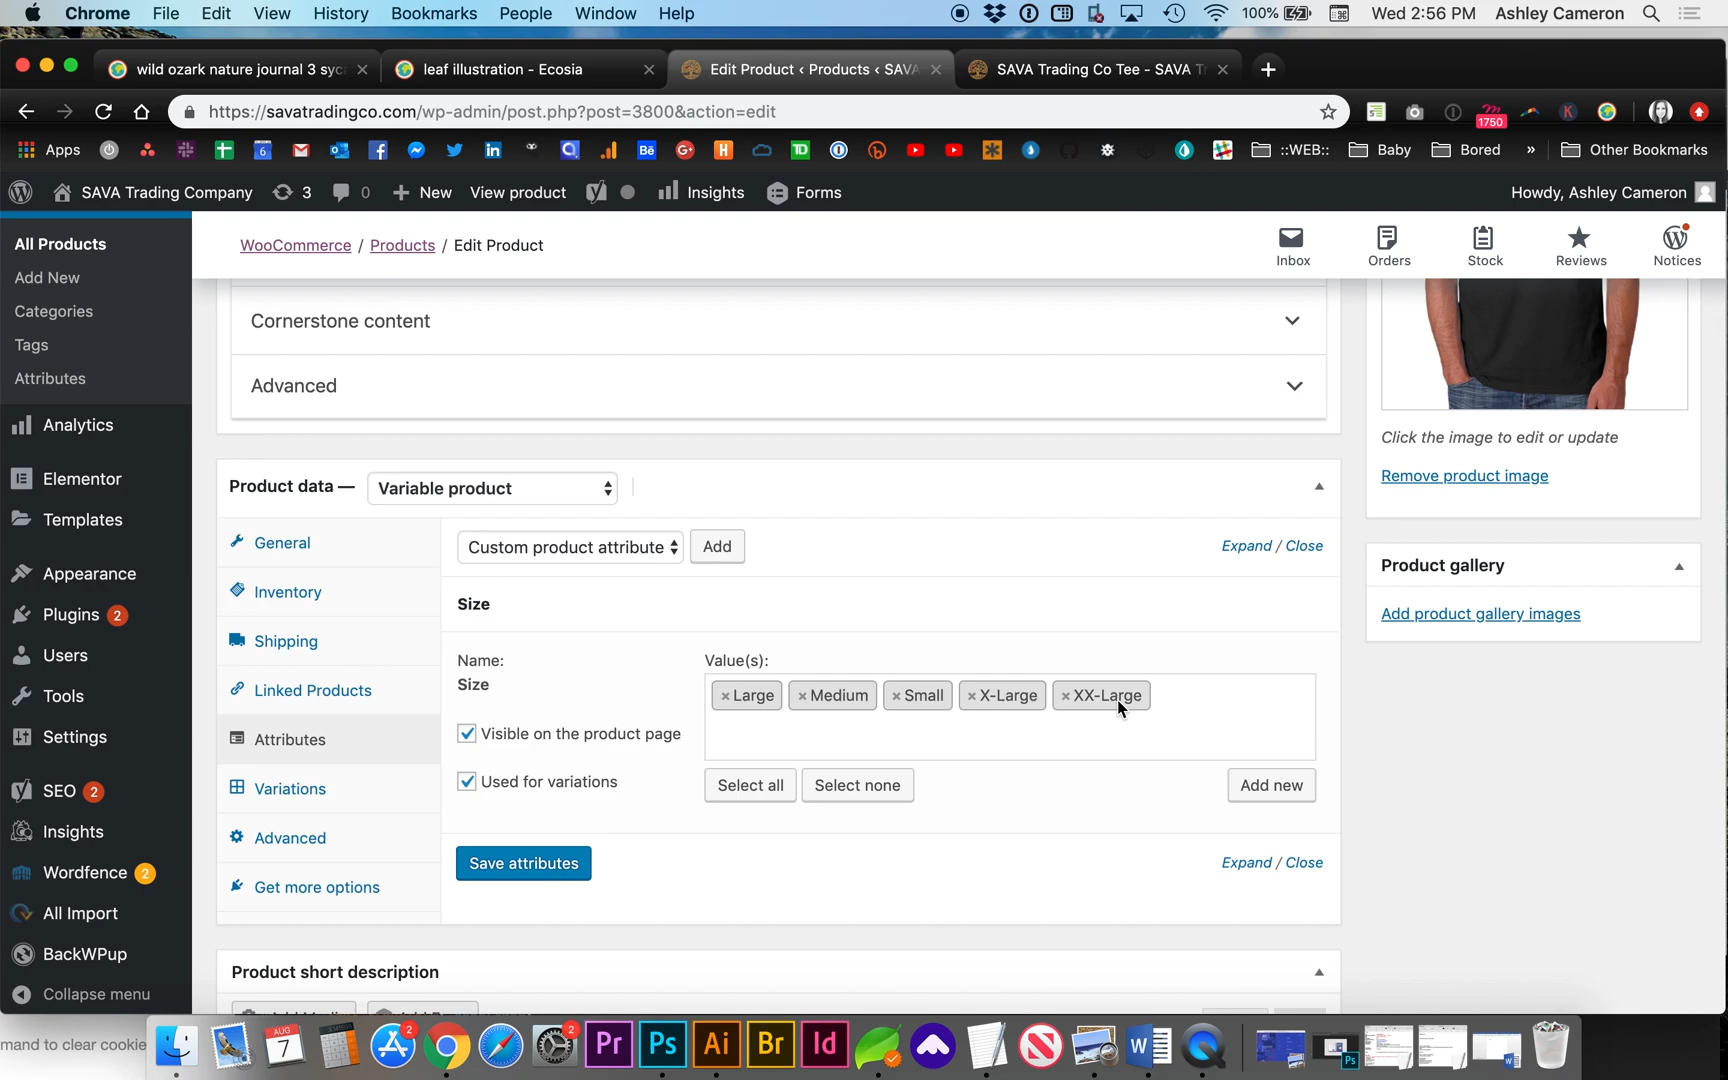 Chrome File Edit View History Bookmarks People Window Help 100% Wed 2:56 PM Ashley Cameron
wild ozark nature journal 3 syc leaf illustration - Ecosia Edit Product ‹ Products ‹ SAVA SAVA Trading Co Tee - SAVA T
https://savatradingco.com/wp-admin/post.php?post=3800&action=edit 1750
Apps ::WEB:: Baby Bored » Other Bookmarks
SAVA Trading Company 3 0 New View product Insights Forms Howdy, Ashley Cameron
All Products
Add New
Categories
Tags
Attributes
Analytics
Elementor
Templates
Appearance
Plugins 2
Users
Tools
Settings
SEO 2
Insights
Wordfence 2
All Import
BackWPup
Collapse menu
WooCommerce / Products / Edit Product
Inbox Orders Stock Reviews Notices
Cornerstone content
Advanced
Product data — Variable product
General
Inventory
Shipping
Linked Products
Attributes
Variations
Advanced
Get more options
Custom product attribute Add Expand / Close
Size
Name:
Size
Value(s):
× Large × Medium × Small × X-Large × XX-Large
Visible on the product page
Used for variations
Select all Select none Add new
Save attributes Expand / Close
Product short description
Click the image to edit or update
Remove product image
Product gallery
Add product gallery images
mand to clear cookie
AUG
7
2
2
Pr Ps Ai Br Id W
Ps